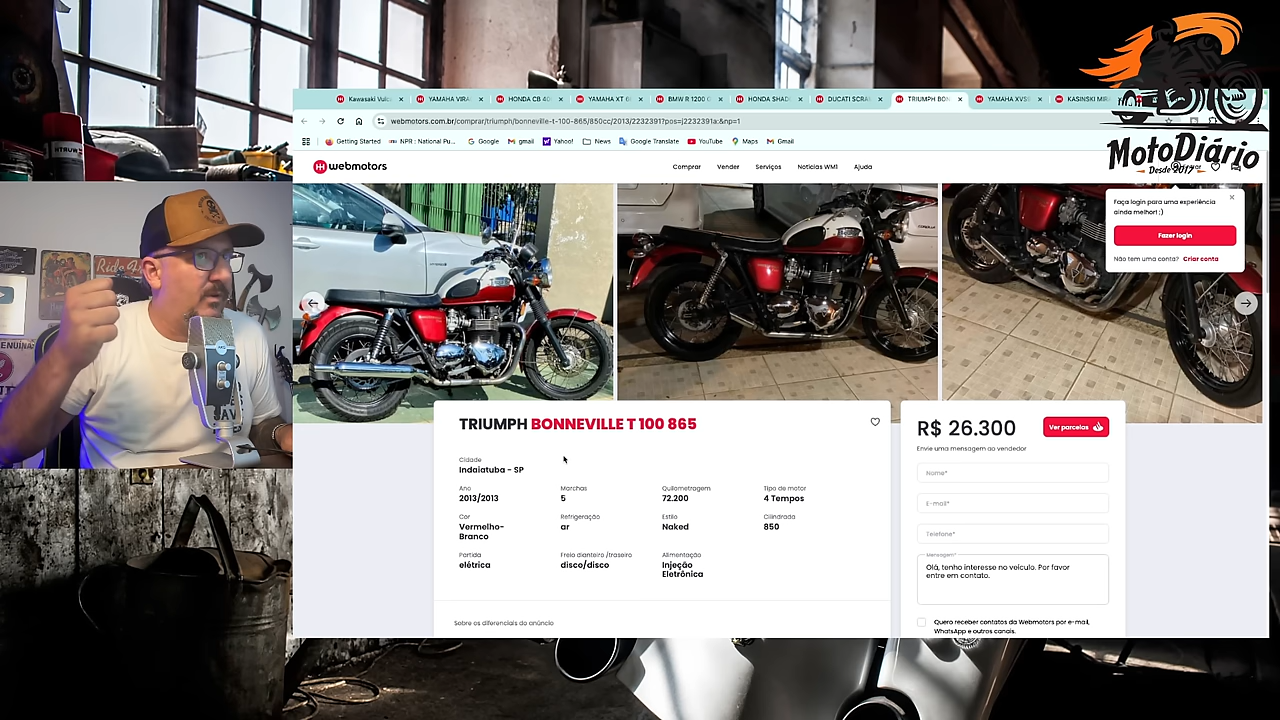 Kawasaki Vulc
YAMAHA VIRA
HONDA CB 40
YAMAHA XT 6
BMW R 1200 G
HONDA SHAD
DUCATI SCRA
TRIUMPH BON
YAMAHA XVS9
KASINSKI MIRA
webmotors.com.br/comprar/triumph/bonneville-t-100-865/850cc/2013/2232391?pos=j2232391a:&np=1
Getting Started
NPR : National Pu...
Google
gmail
Yahoo!
News
Google Translate
YouTube
Maps
Gmail
MotoDiário
Desde 2017
webmotors
Comprar
Vender
Serviços
Notícias WM1
Ajuda
Faça login para uma experiência
ainda melhor! ;)
Fazer login
Não tem uma conta? Criar conta
TRIUMPH BONNEVILLE T 100 865
Cidade
Indaiatuba - SP
Ano
2013/2013
Marchas
5
Quilometragem
72.200
Tipo de motor
4 Tempos
Cor
Vermelho-
Branco
Refrigeração
ar
Estilo
Naked
Cilindrada
850
Partida
elétrica
Freio dianteiro /traseiro
disco/disco
Alimentação
Injeção
Eletrônica
Sobre os diferenciais do anúncio
R$ 26.300
Ver parcelas
Envie uma mensagem ao vendedor
Nome*
E-mail*
Telefone*
Mensagem*
Olá, tenho interesse no veículo. Por favor
entre em contato.
Quero receber contatos da Webmotors por e-mail,
WhatsApp e outros canais.